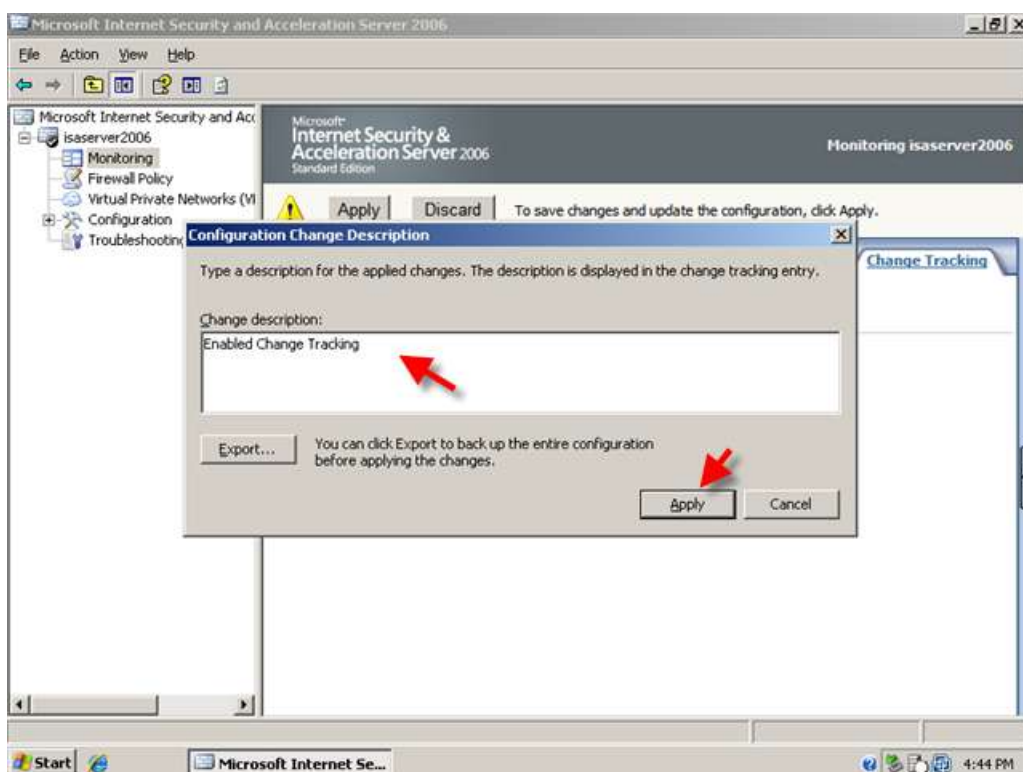 Microsoft Internet Security and Acceleration Server 2006
File Action View Help
Microsoft Internet Security and Acc
isaserver2006
Monitoring
Firewall Policy
Virtual Private Networks (VP
Configuration
Troubleshooting
Microsoft
Internet Security &
Acceleration Server 2006
Standard Edition
Monitoring isaserver2006
Apply Discard To save changes and update the configuration, click Apply.
Change Tracking
Configuration Change Description
Type a description for the applied changes. The description is displayed in the change tracking entry.
Change description:
Enabled Change Tracking
Export...
You can click Export to back up the entire configuration
before applying the changes.
Apply Cancel
Start Microsoft Internet Se... 4:44 PM